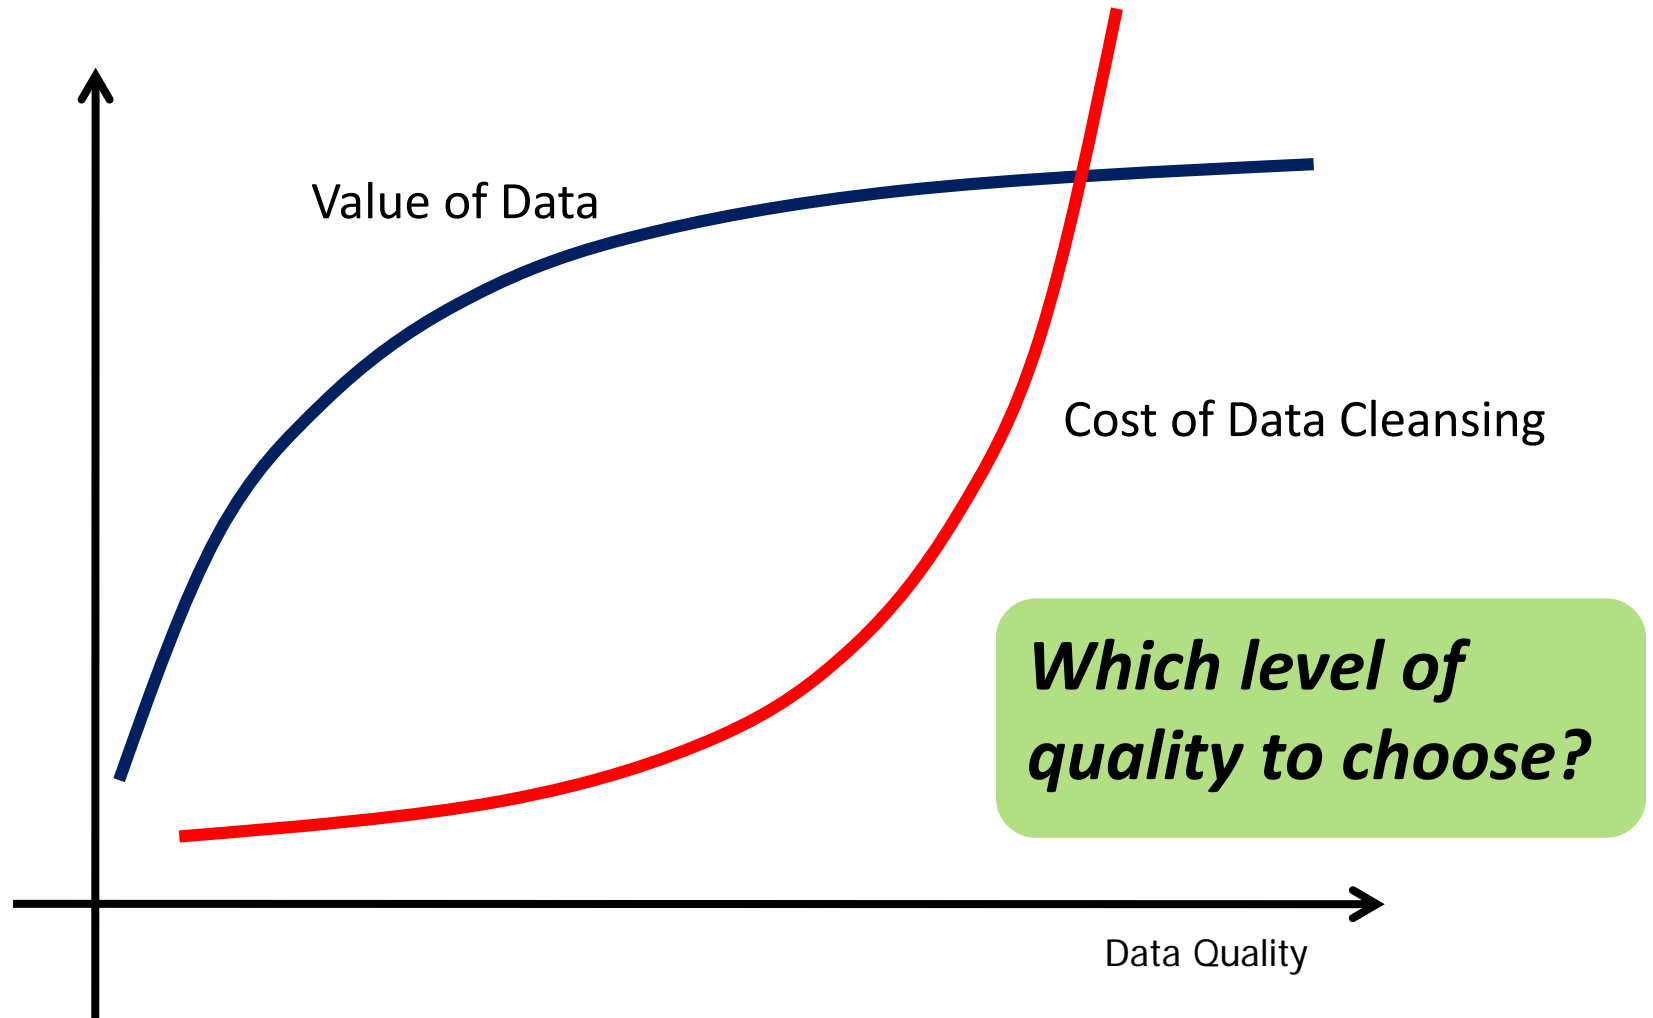 Value of Data
Cost of Data Cleansing
Which level of
quality to choose?
Data Quality